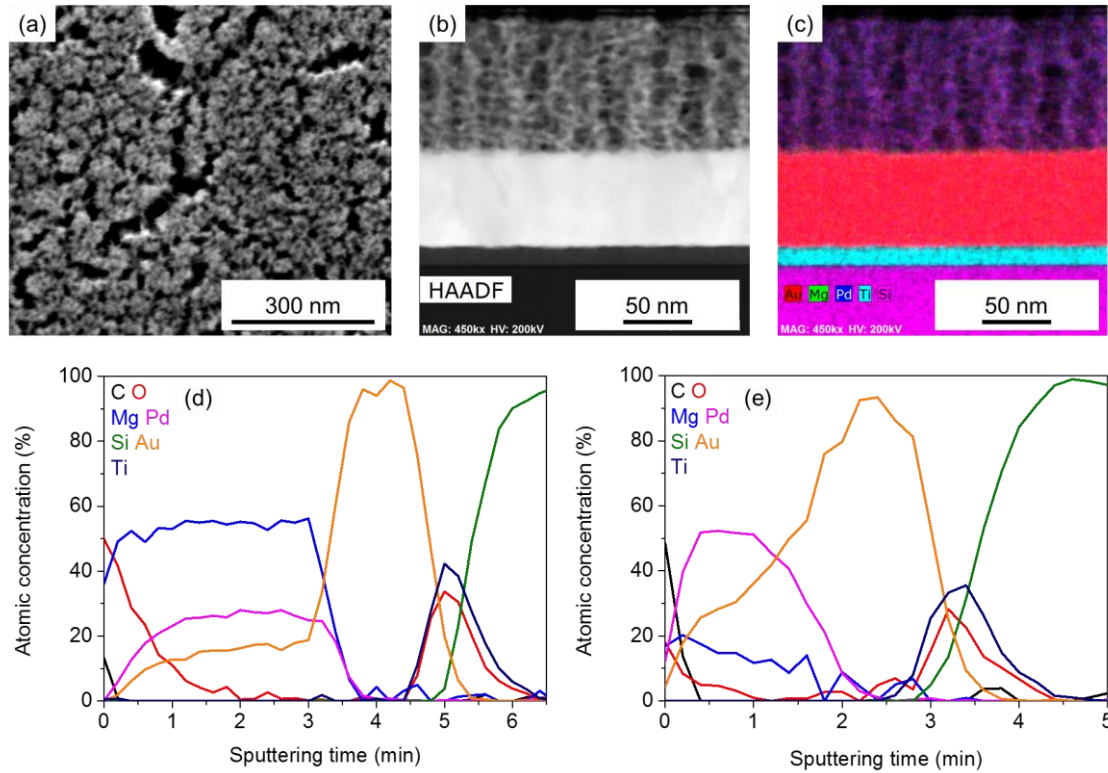 (a)
300 nm
(b)
HAADF
50 nm
MAG: 450kx HV: 200kV
(c)
Au Mg Pd Ti Si
50 nm
MAG: 450kx HV: 200kV
Atomic concentration (%)
100
80
60
40
20
0
C O
Mg Pd
Si Au
Ti
(d)
0 1 2 3 4 5 6
Sputtering time (min)
Atomic concentration (%)
100
80
60
40
20
0
C O
Mg Pd
Si Au
Ti
(e)
0 1 2 3 4 5
Sputtering time (min)